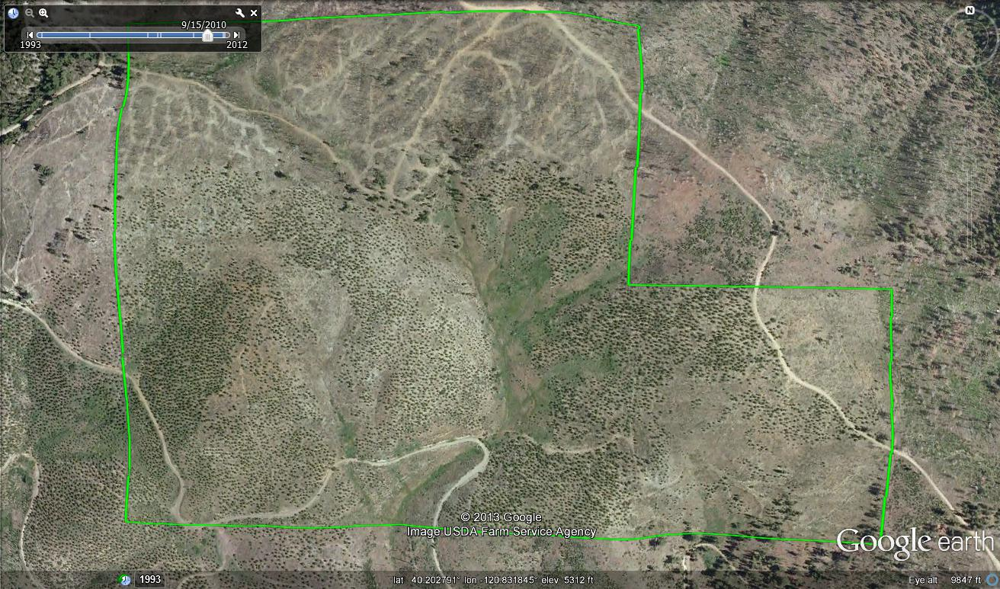 9/15/2010
1993
2012
N
© 2013 Google
Image USDA Farm Service Agency
Google earth
1993
lat 40.202791° lon -120.831845° elev 5312 ft
Eye alt 9847 ft